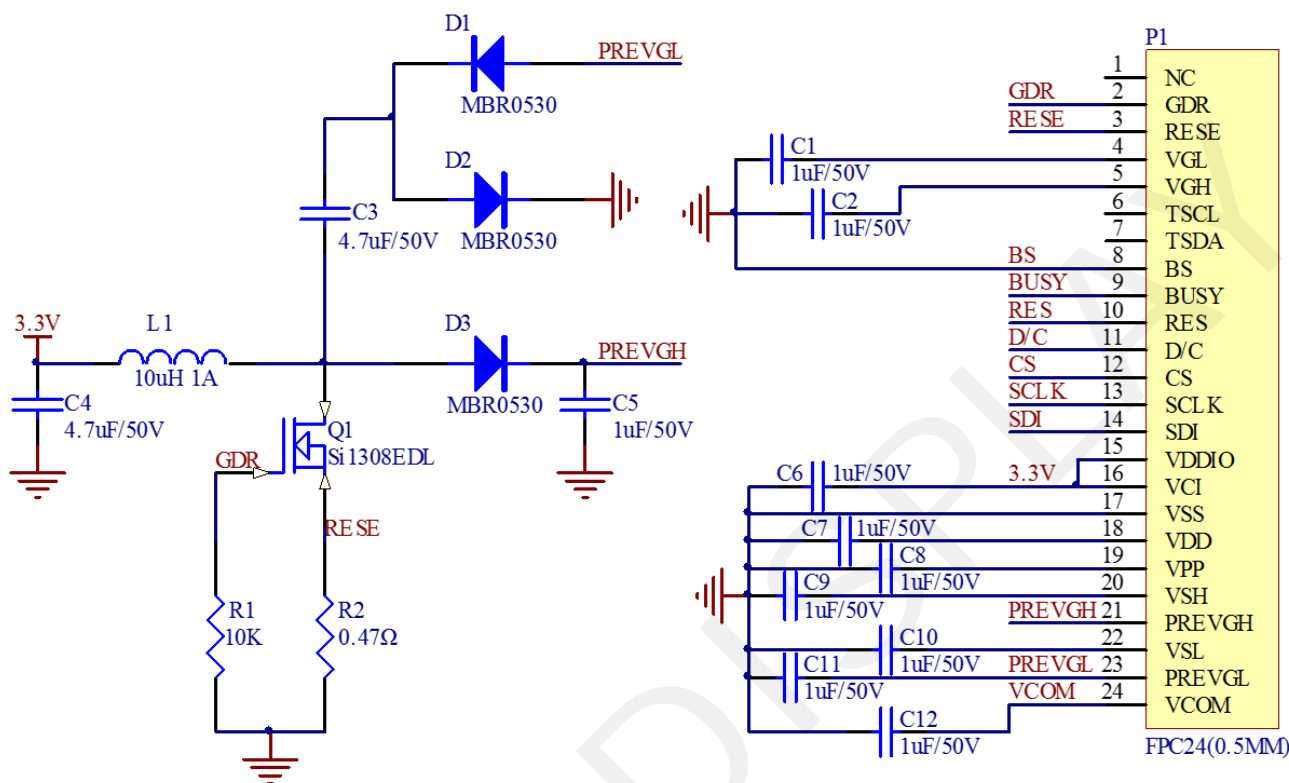 D1
PREVGL
MBR0530
D2
MBR0530
C3
4.7uF/50V
3.3V
L1
10uH 1A
D3
PREVGH
MBR0530
C4
4.7uF/50V
C5
1uF/50V
Q1
Si1308EDL
GDR
RESE
R1
10K
R2
0.47Ω
P1
1 NC
GDR 2 GDR
RESE 3 RESE
C1
1uF/50V
4 VGL
5 VGH
C2
1uF/50V
6 TSCL
7 TSDA
BS 8 BS
BUSY 9 BUSY
RES 10 RES
D/C 11 D/C
CS 12 CS
SCLK 13 SCLK
SDI 14 SDI
15 VDDIO
C6 1uF/50V 3.3V 16 VCI
17 VSS
C7 1uF/50V 18 VDD
C8
1uF/50V
19 VPP
C9
1uF/50V
20 VSH
PREVGH 21 PREVGH
C10
1uF/50V
22 VSL
C11
1uF/50V
PREVGL 23 PREVGL
VCOM 24 VCOM
C12
1uF/50V
FPC24(0.5MM)
DISPLAY